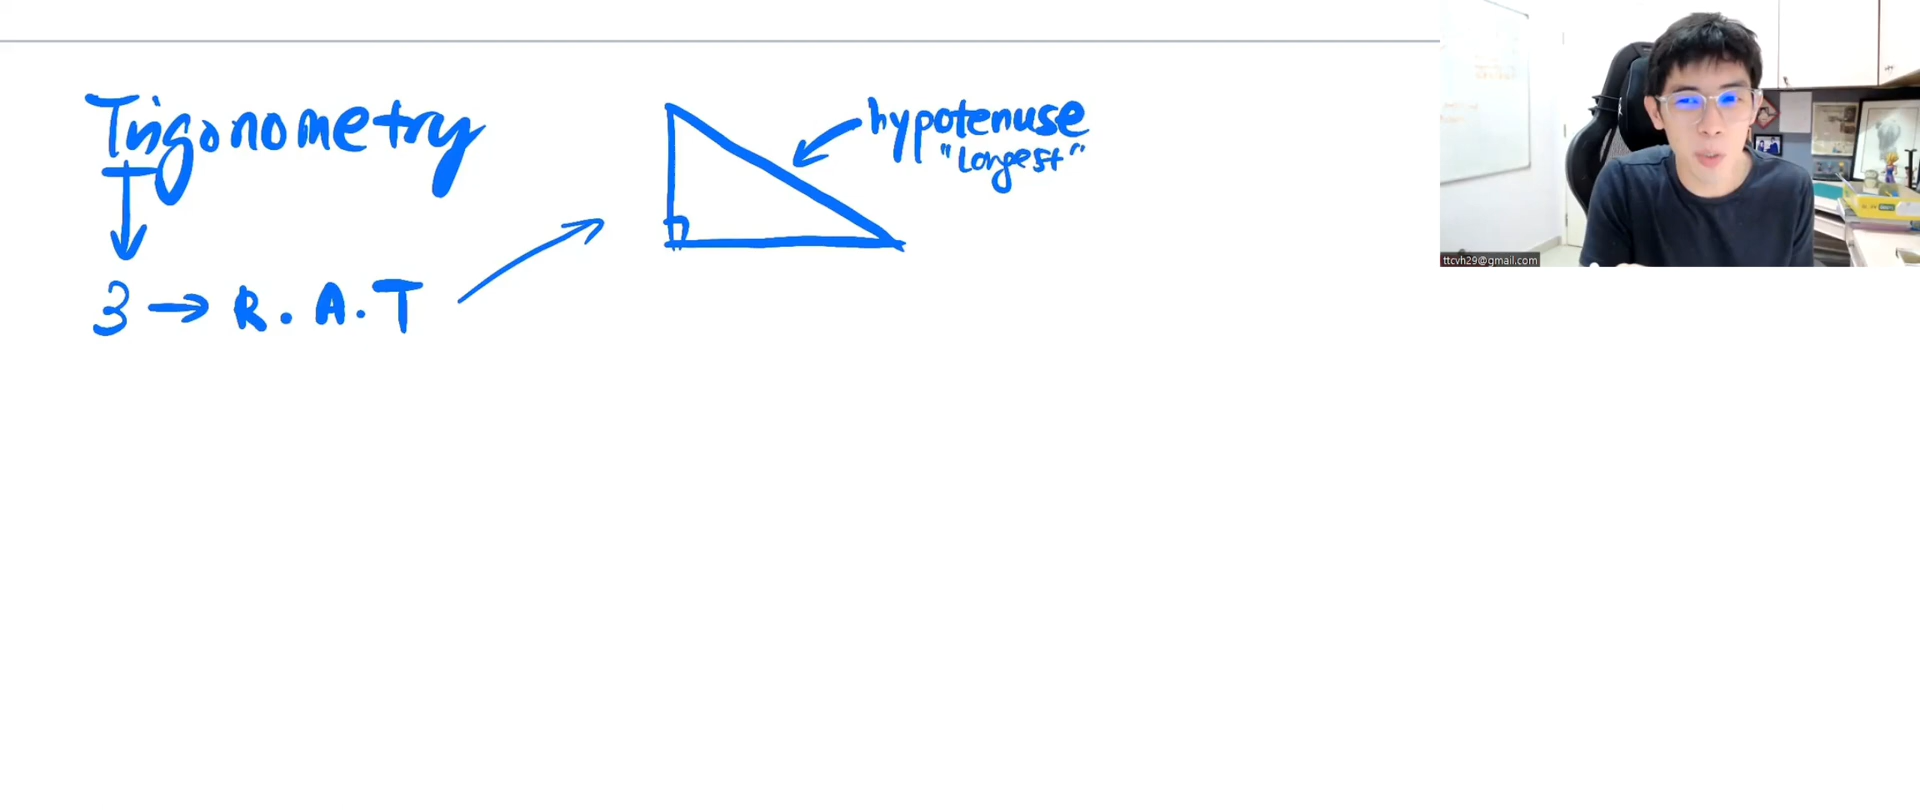 Trigonometry
3 → R.A.T
hypotenuse
"Longest"
ttcvh29@gmail.com